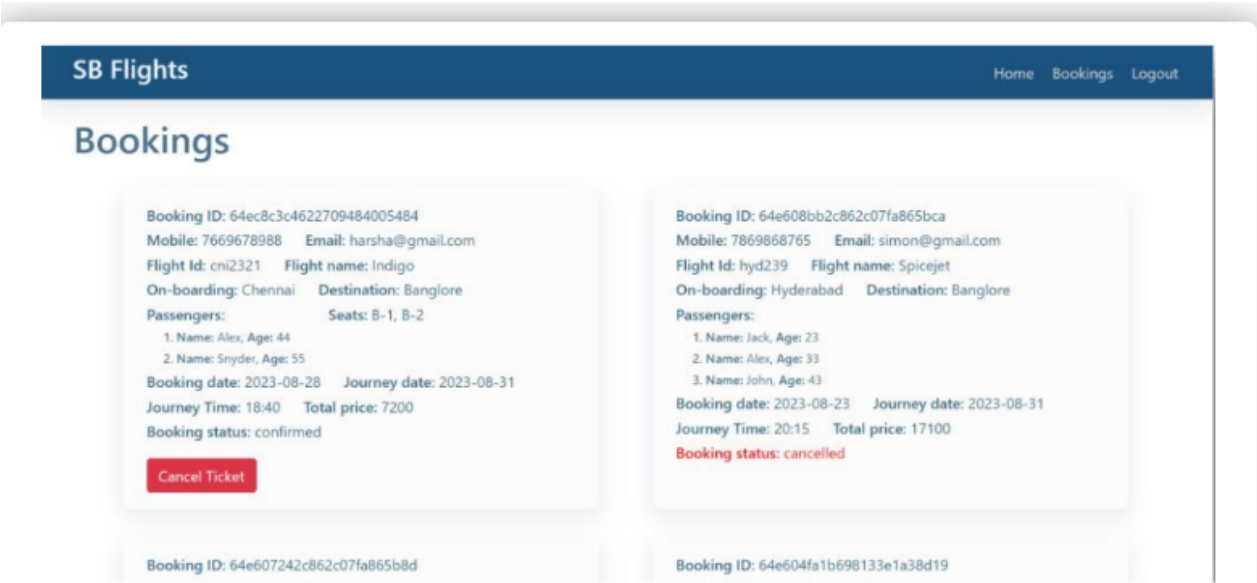 SB Flights
Home Bookings Logout
Bookings
Booking ID: 64ec8c3c4622709484005484
Mobile: 7669678988 Email: harsha@gmail.com
Flight Id: cni2321 Flight name: Indigo
On-boarding: Chennai Destination: Banglore
Passengers: Seats: B-1, B-2
1. Name: Alex, Age: 44
2. Name: Snyder, Age: 55
Booking date: 2023-08-28 Journey date: 2023-08-31
Journey Time: 18:40 Total price: 7200
Booking status: confirmed
Cancel Ticket
Booking ID: 64e608bb2c862c07fa865bca
Mobile: 7869868765 Email: simon@gmail.com
Flight Id: hyd239 Flight name: Spicejet
On-boarding: Hyderabad Destination: Banglore
Passengers:
1. Name: Jack, Age: 23
2. Name: Alex, Age: 33
3. Name: John, Age: 43
Booking date: 2023-08-23 Journey date: 2023-08-31
Journey Time: 20:15 Total price: 17100
Booking status: cancelled
Booking ID: 64e607242c862c07fa865b8d
Booking ID: 64e604fa1b698133e1a38d19